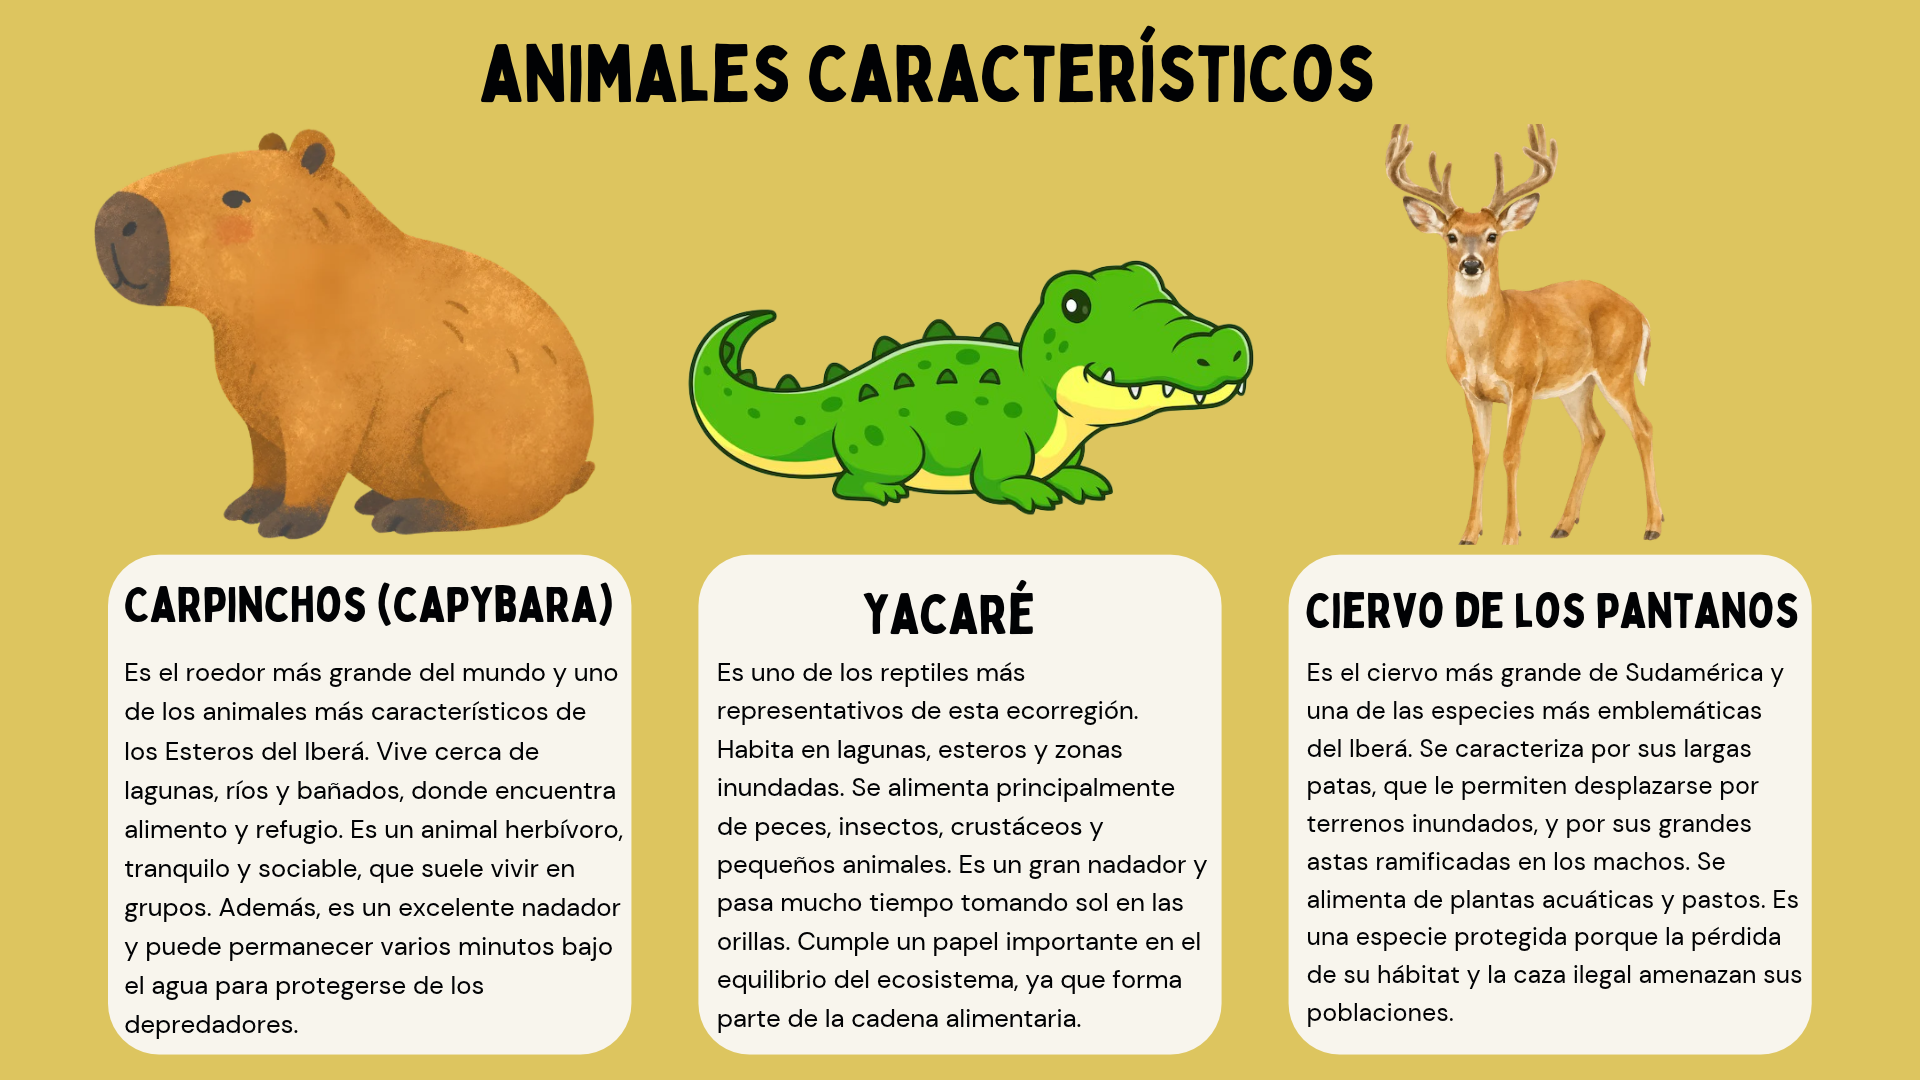 ANIMALES CARACTERÍSTICOS
CARPINCHOS (CAPYBARA)
Es el roedor más grande del mundo y uno
de los animales más característicos de
los Esteros del Iberá. Vive cerca de
lagunas, ríos y bañados, donde encuentra
alimento y refugio. Es un animal herbívoro,
tranquilo y sociable, que suele vivir en
grupos. Además, es un excelente nadador
y puede permanecer varios minutos bajo
el agua para protegerse de los
depredadores.
YACARÉ
Es uno de los reptiles más
representativos de esta ecorregión.
Habita en lagunas, esteros y zonas
inundadas. Se alimenta principalmente
de peces, insectos, crustáceos y
pequeños animales. Es un gran nadador y
pasa mucho tiempo tomando sol en las
orillas. Cumple un papel importante en el
equilibrio del ecosistema, ya que forma
parte de la cadena alimentaria.
CIERVO DE LOS PANTANOS
Es el ciervo más grande de Sudamérica y
una de las especies más emblemáticas
del Iberá. Se caracteriza por sus largas
patas, que le permiten desplazarse por
terrenos inundados, y por sus grandes
astas ramificadas en los machos. Se
alimenta de plantas acuáticas y pastos. Es
una especie protegida porque la pérdida
de su hábitat y la caza ilegal amenazan sus
poblaciones.